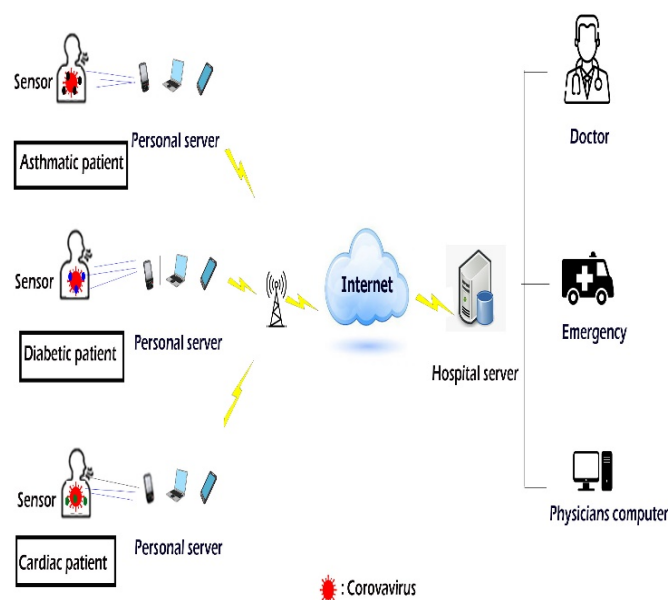 Sensor
Personal server
Asthmatic patient
Sensor
Personal server
Diabetic patient
Sensor
Personal server
Cardiac patient
Internet
Hospital server
Doctor
Emergency
Physicians computer
: Corovavirus